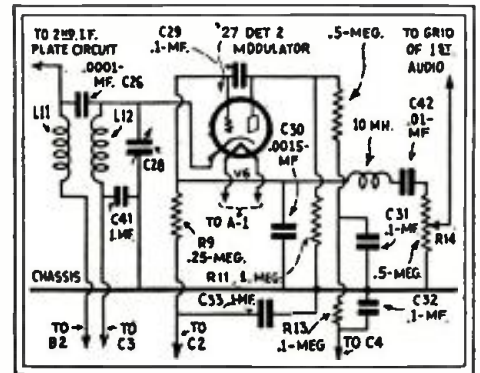 TO 2ND. I.F.
PLATE CIRCUIT
.0001-
MF. C26
L11
L12
C28
C41
.1MF.
C29
.1-MF.
'27 DET 2
MODULATOR
V6
TO A-1
C30
.0015-
MF
R9
.25-MEG.
R11 .1 MEG.
C33 .1MF.
.5-MEG.
10 MH.
TO GRID
OF 1ST
AUDIO
C42
.01-
MF
C31
.1-MF
R14
.5-MEG.
C32
.1-MF.
R13
.1-MEG
CHASSIS
TO
B2
TO
C3
TO
C2
TO
C4